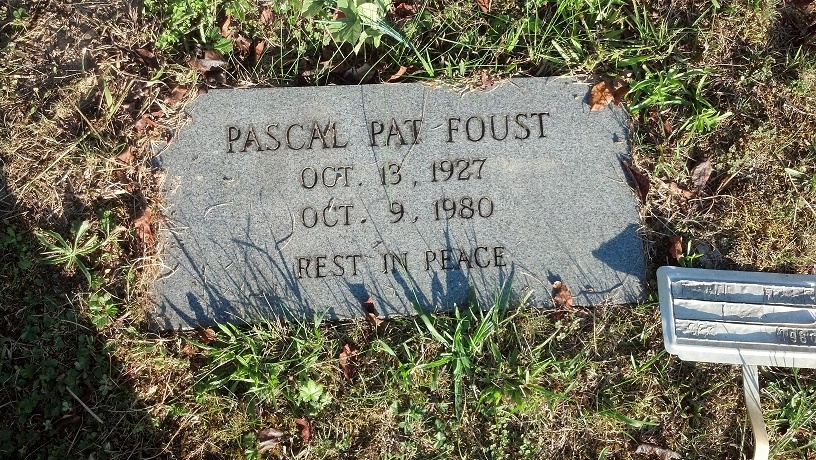 PASCAL PAT FOUST
OCT. 13, 1927
OCT. 9, 1980
REST IN PEACE